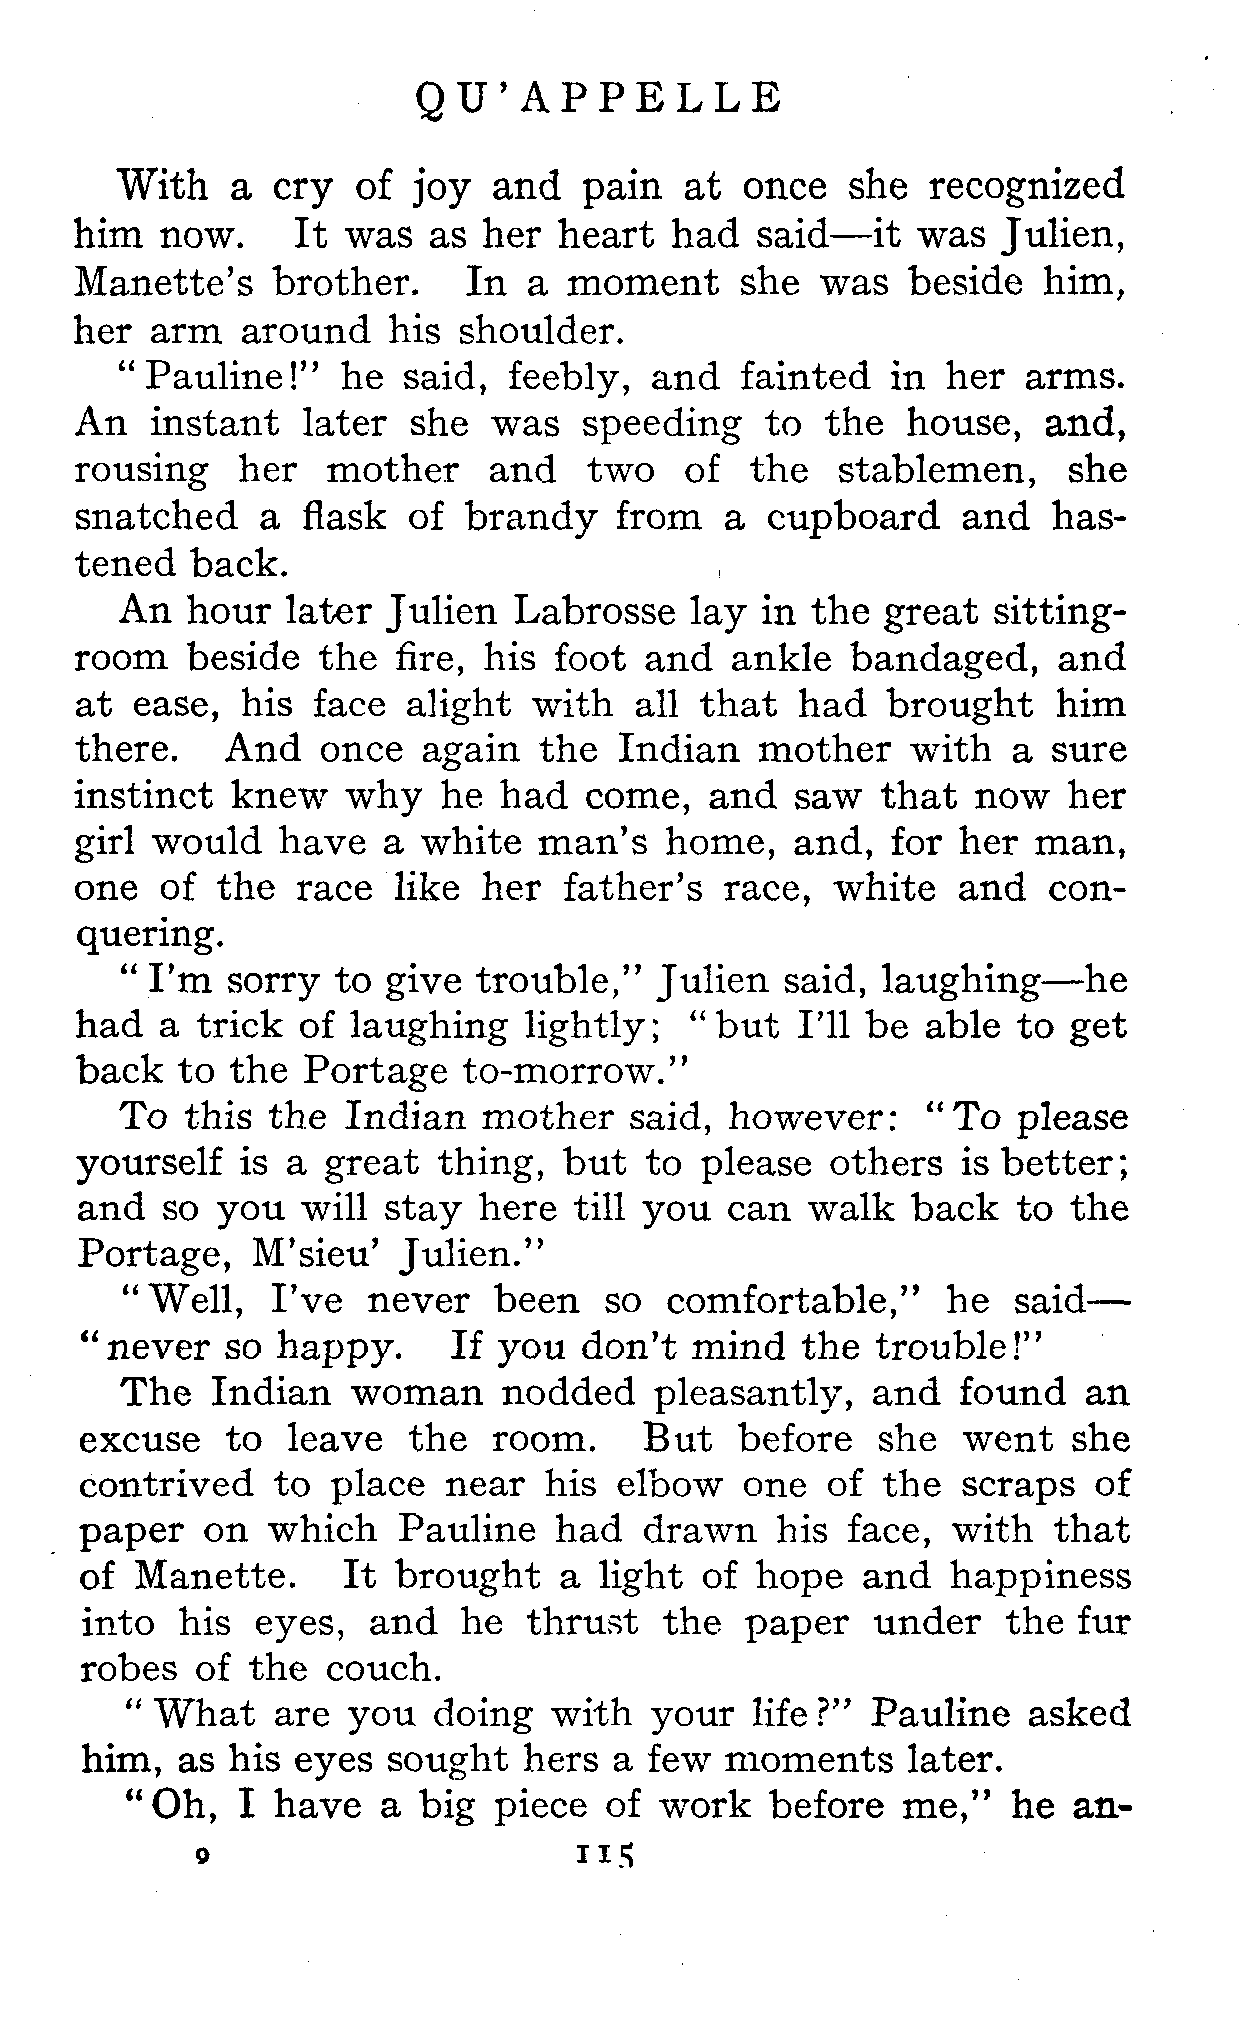 QU'APPELLE
With a cry of joy and pain at once she recognized
him now. It was as her heart had said—it was Julien,
Manette's brother. In a moment she was beside him,
her arm around his shoulder.
"Pauline!" he said, feebly, and fainted in her arms.
An instant later she was speeding to the house, and,
rousing her mother and two of the stablemen, she
snatched a flask of brandy from a cupboard and has-
tened back.
An hour later Julien Labrosse lay in the great sitting-
room beside the fire, his foot and ankle bandaged, and
at ease, his face alight with all that had brought him
there. And once again the Indian mother with a sure
instinct knew why he had come, and saw that now her
girl would have a white man's home, and, for her man,
one of the race like her father's race, white and con-
quering.
"I'm sorry to give trouble," Julien said, laughing—he
had a trick of laughing lightly; "but I'll be able to get
back to the Portage to-morrow."
To this the Indian mother said, however: "To please
yourself is a great thing, but to please others is better;
and so you will stay here till you can walk back to the
Portage, M'sieu' Julien."
"Well, I've never been so comfortable," he said—
"never so happy. If you don't mind the trouble!"
The Indian woman nodded pleasantly, and found an
excuse to leave the room. But before she went she
contrived to place near his elbow one of the scraps of
paper on which Pauline had drawn his face, with that
of Manette. It brought a light of hope and happiness
into his eyes, and he thrust the paper under the fur
robes of the couch.
"What are you doing with your life?" Pauline asked
him, as his eyes sought hers a few moments later.
"Oh, I have a big piece of work before me," he an-
9 115